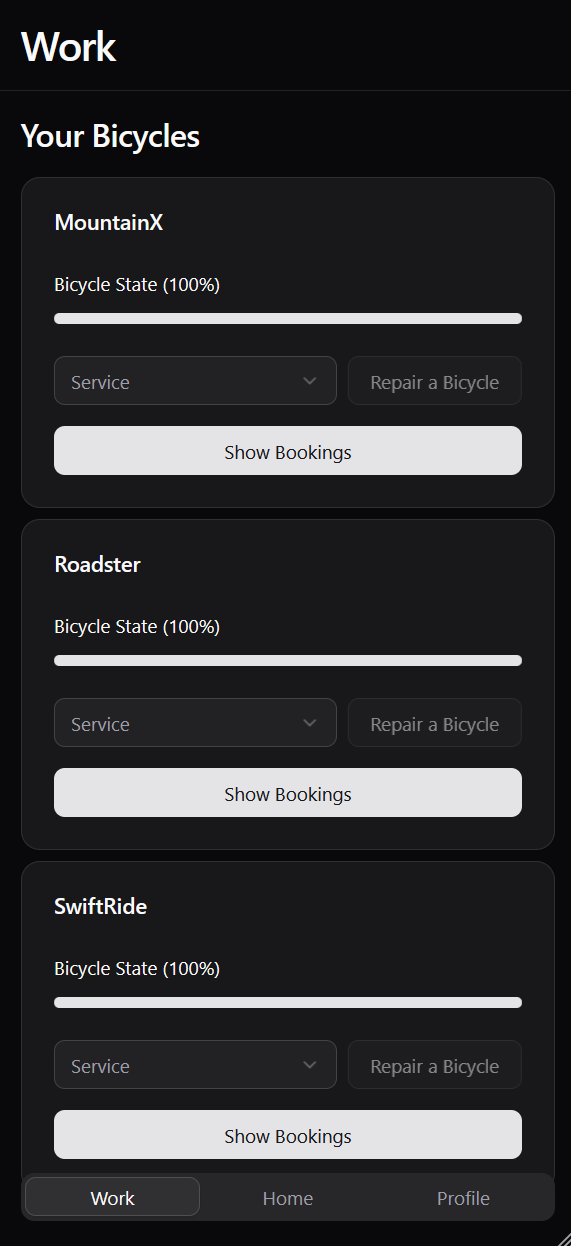 Work
Your Bicycles
MountainX
Bicycle State (100%)
Service
Repair a Bicycle
Show Bookings
Roadster
Bicycle State (100%)
Service
Repair a Bicycle
Show Bookings
SwiftRide
Bicycle State (100%)
Service
Repair a Bicycle
Show Bookings
Work
Home
Profile